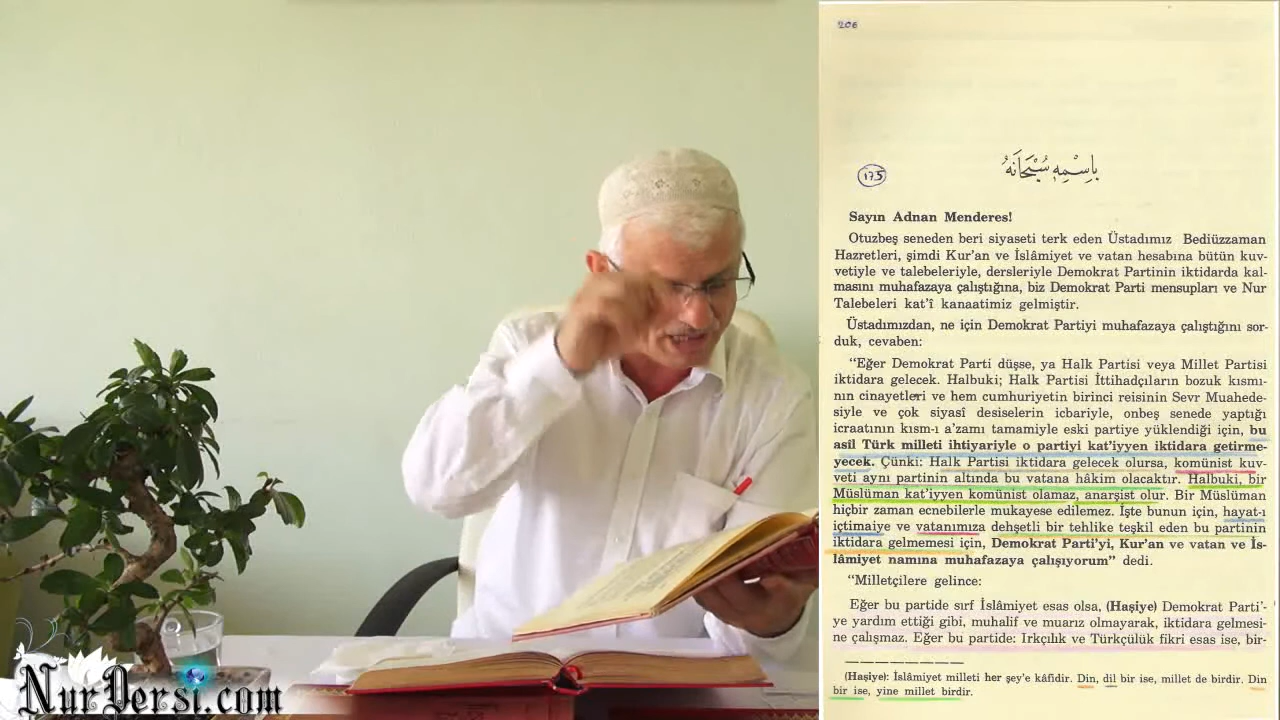 206
175
باسمه سبحانه
Sayın Adnan Menderes!
Otuzbeş seneden beri siyaseti terk eden Üstadımız Bediüzzaman
Hazretleri, şimdi Kur'an ve İslâmiyet ve vatan hesabına bütün kuv-
vetiyle ve talebeleriyle, dersleriyle Demokrat Partinin iktidarda kal-
masını muhafazaya çalıştığına, biz Demokrat Parti mensupları ve Nur
Talebeleri kat'î kanaatimiz gelmiştir.
Üstadımızdan, ne için Demokrat Partiyi muhafazaya çalıştığını sor-
duk, cevaben:
"Eğer Demokrat Parti düşse, ya Halk Partisi veya Millet Partisi
iktidara gelecek. Halbuki; Halk Partisi İttihadçıların bozuk kısmı-
nın cinayetleri ve hem cumhuriyetin birinci reisinin Sevr Muahede-
siyle ve çok siyasî desiselerin icbariyle, onbeş senede yaptığı
icraatının kısm-ı a'zamı tamamiyle eski partiye yüklendiği için, bu
asîl Türk milleti ihtiyariyle o partiyi kat'iyyen iktidara getirme-
yecek. Çünki: Halk Partisi iktidara gelecek olursa, komünist kuv-
veti aynı partinin altında bu vatana hâkim olacaktır. Halbuki, bir
Müslüman kat'iyyen komünist olamaz, anarşist olur. Bir Müslüman
hiçbir zaman ecnebilerle mukayese edilemez. İşte bunun için, hayat-ı
içtimaiye ve vatanımıza dehşetli bir tehlike teşkil eden bu partinin
iktidara gelmemesi için, Demokrat Parti'yi, Kur'an ve vatan ve İs-
lâmiyet namına muhafazaya çalışıyorum" dedi.
"Milletçilere gelince:
Eğer bu partide sırf İslâmiyet esas olsa, (Haşiye) Demokrat Parti'-
ye yardım ettiği gibi, muhalif ve muarız olmayarak, iktidara gelmesi-
ne çalışmaz. Eğer bu partide: Irkçılık ve Türkçülük fikri esas ise, bir-
(Haşiye): İslâmiyet milleti her şey'e kâfidir. Din, dil bir ise, millet de birdir. Din
bir ise, yine millet birdir.
NurDersi.com